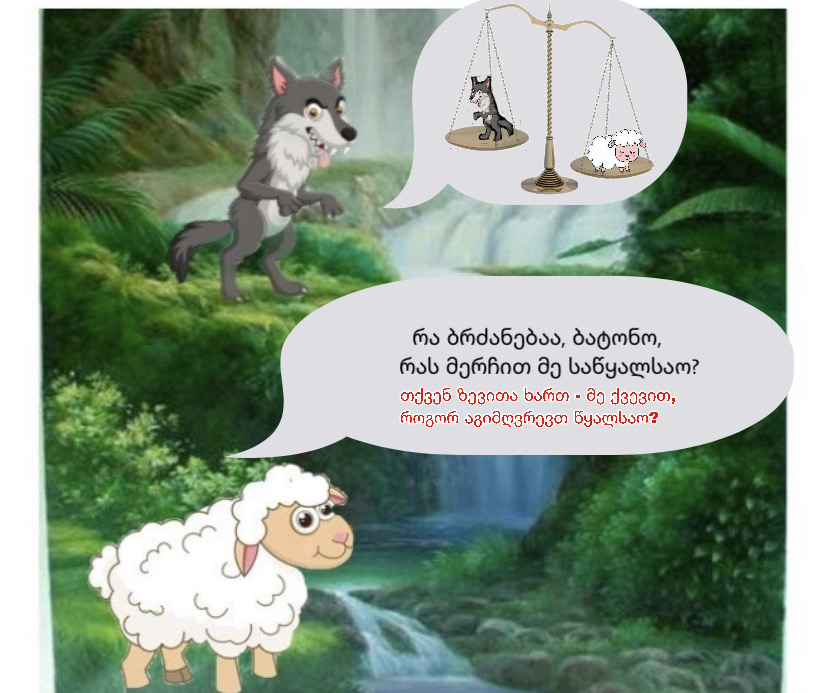 რა ბრძანებაა, ბატონო,
რას მერჩით მე საწყალსაო?
თქვენ ზევითა ხართ - მე ქვევით,
როგორ აგიმღვრევთ წყალსაო?